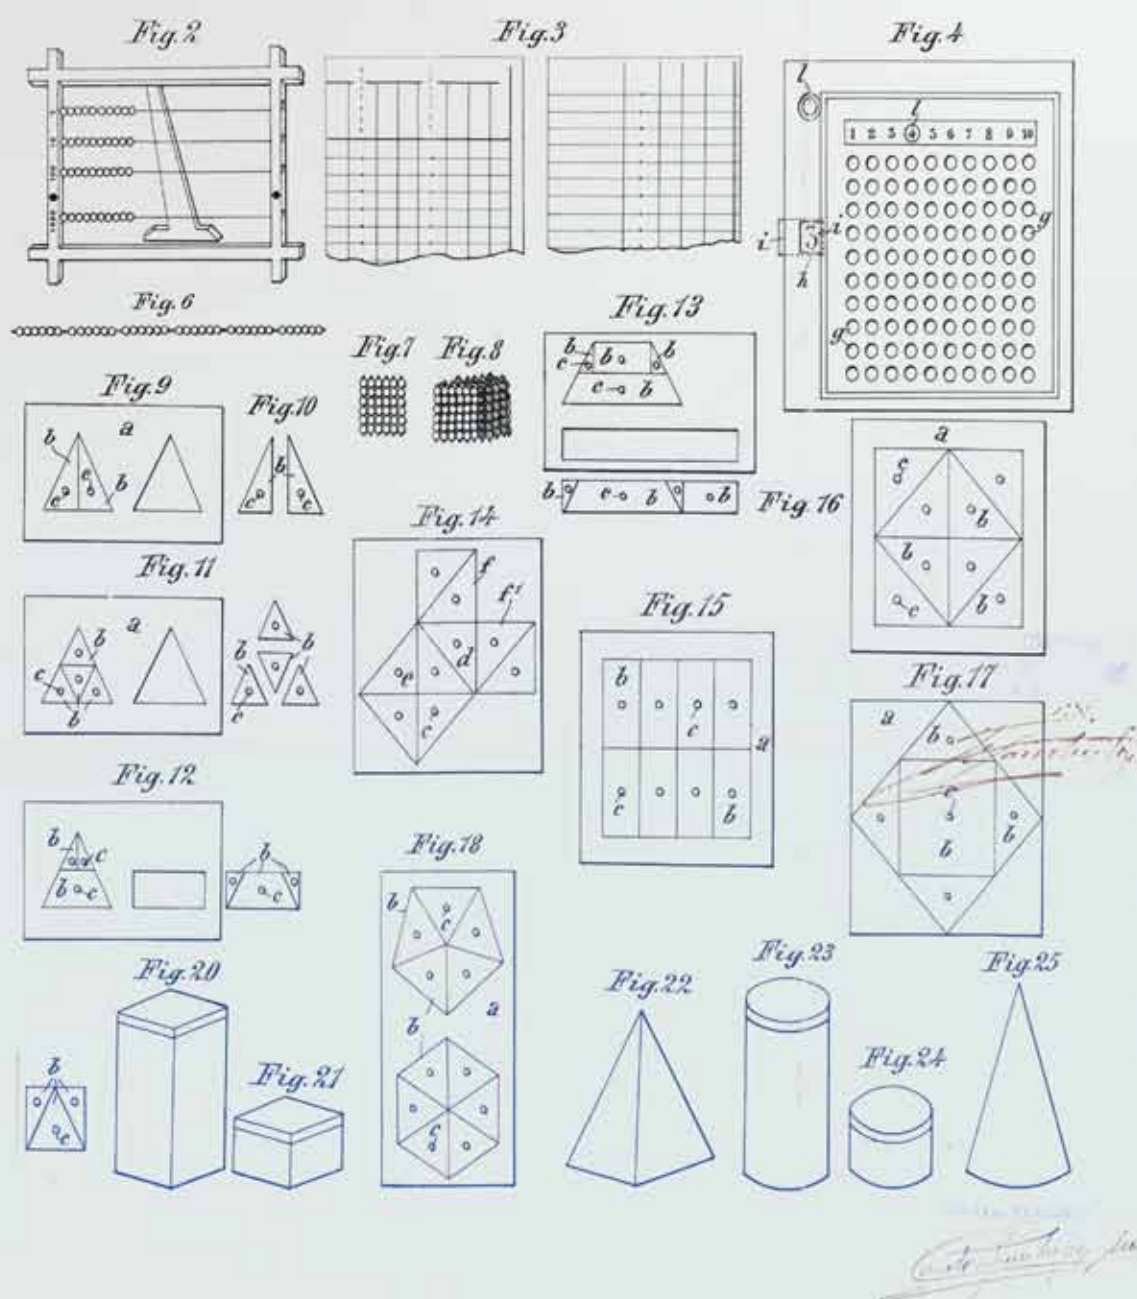 Fig.2
Fig.3
Fig.4
l
l
1 2 3 4 5 6 7 8 9 10
g
i 3 i
h
g
Fig.6
Fig.7
Fig.8
Fig.13
b b b
c
c b
b c b b
Fig.9
a
b
c
c b
Fig.10
b
c c
Fig.16
a
c
b
b
c b
Fig.14
f
f'
d
e
c
Fig.11
a
b
c
b
b
b
c
Fig.15
b
c
a
c b
Fig.17
a
b
c
b
b
Fig.12
b
c
b c
b
c
Fig.18
b
c
a
b
c
Fig.20
b
c
Fig.21
Fig.22
Fig.23
Fig.24
Fig.25